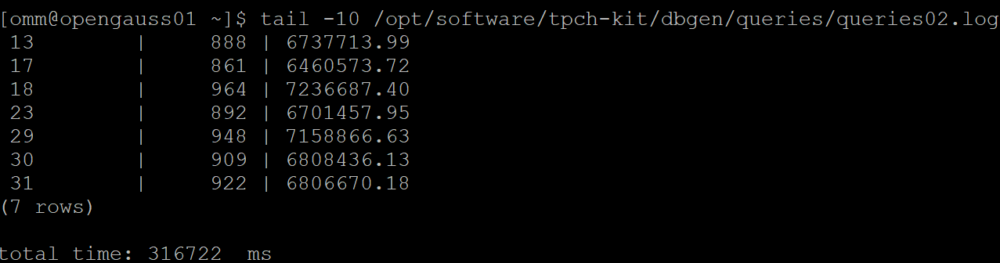 [omm@opengauss01 ~]$ tail -10 /opt/software/tpch-kit/dbgen/queries/queries02.log
 13         |      888 | 6737713.99
 17         |      861 | 6460573.72
 18         |      964 | 7236687.40
 23         |      892 | 6701457.95
 29         |      948 | 7158866.63
 30         |      909 | 6808436.13
 31         |      922 | 6806670.18
(7 rows)
total time: 316722  ms